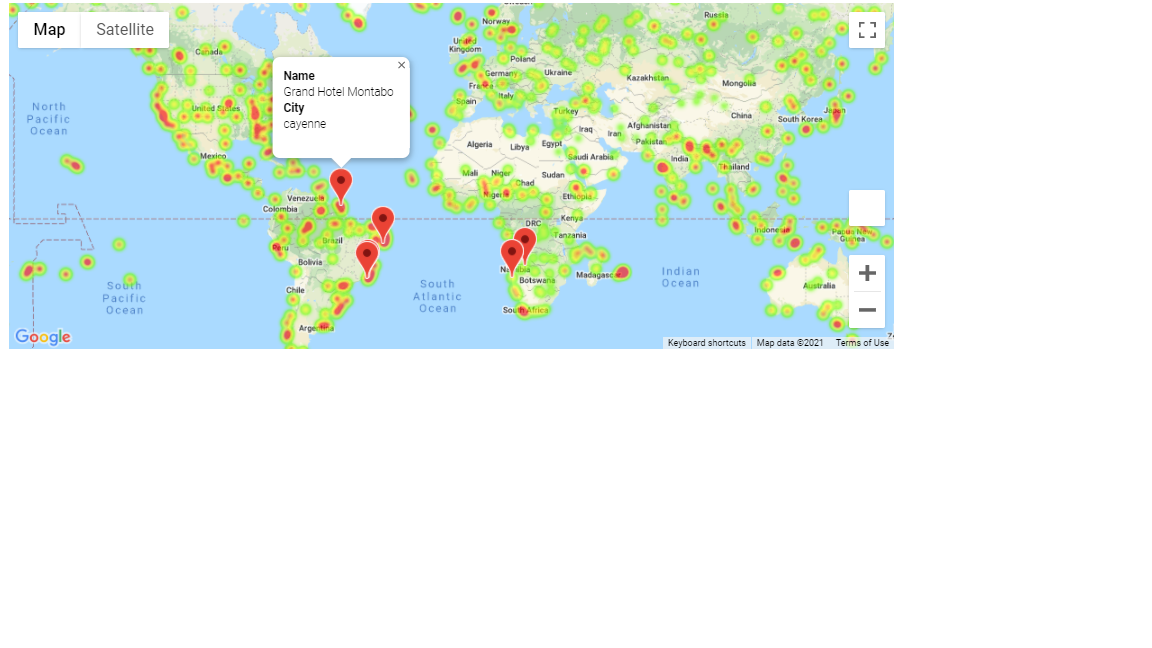 Map Satellite
Name
Grand Hotel Montabo
City
cayenne
Norway
Russia
Canada
United
Kingdom
Poland
Germany
Ukraine
Kazakhstan
Mongolia
France
Italy
Spain
Turkey
North
Pacific
Ocean
United States
China
South Korea
Japan
Afghanistan
Iraq
Iran
Pakistan
Algeria
Libya
Egypt
Mexico
Saudi Arabia
India
Thailand
Mali
Niger
Chad
Sudan
Nigeria
Ethiopia
Venezuela
Colombia
DRC
Kenya
Tanzania
Indonesia
Papua New
Guinea
Brazil
Peru
Bolivia
Namibia
Botswana
Madagascar
Indian
Ocean
South
Pacific
Ocean
Chile
South
Atlantic
Ocean
Australia
South Africa
Argentina
Google
Keyboard shortcuts Map data ©2021 Terms of Use